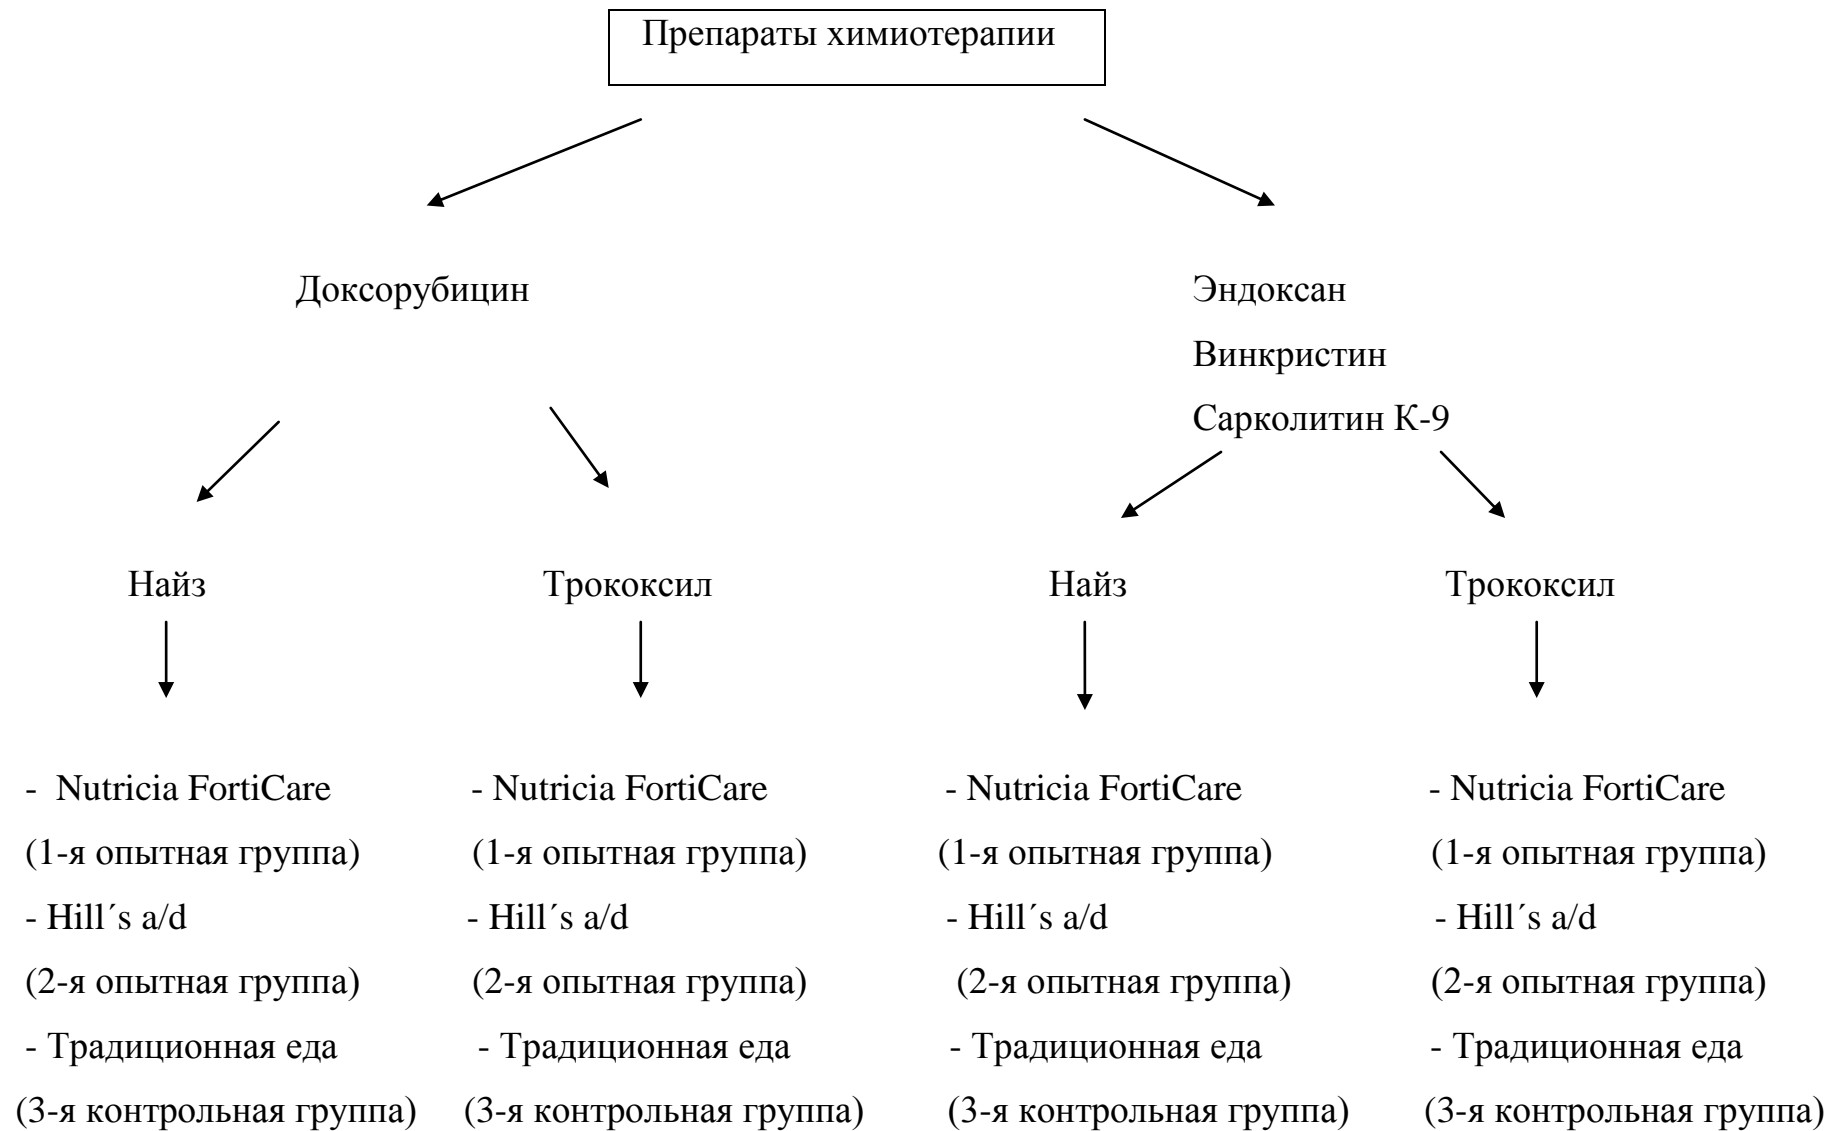 Препараты химиотерапии
Доксорубицин
Эндоксан
Винкристин
Сарколитин К-9
Найз
Трококсил
Найз
Трококсил
- Nutricia FortiCare
(1-я опытная группа)
- Hill´s a/d
(2-я опытная группа)
- Традиционная еда
(3-я контрольная группа)
- Nutricia FortiCare
(1-я опытная группа)
- Hill´s a/d
(2-я опытная группа)
- Традиционная еда
(3-я контрольная группа)
- Nutricia FortiCare
(1-я опытная группа)
- Hill´s a/d
(2-я опытная группа)
- Традиционная еда
(3-я контрольная группа)
- Nutricia FortiCare
(1-я опытная группа)
- Hill´s a/d
(2-я опытная группа)
- Традиционная еда
(3-я контрольная группа)